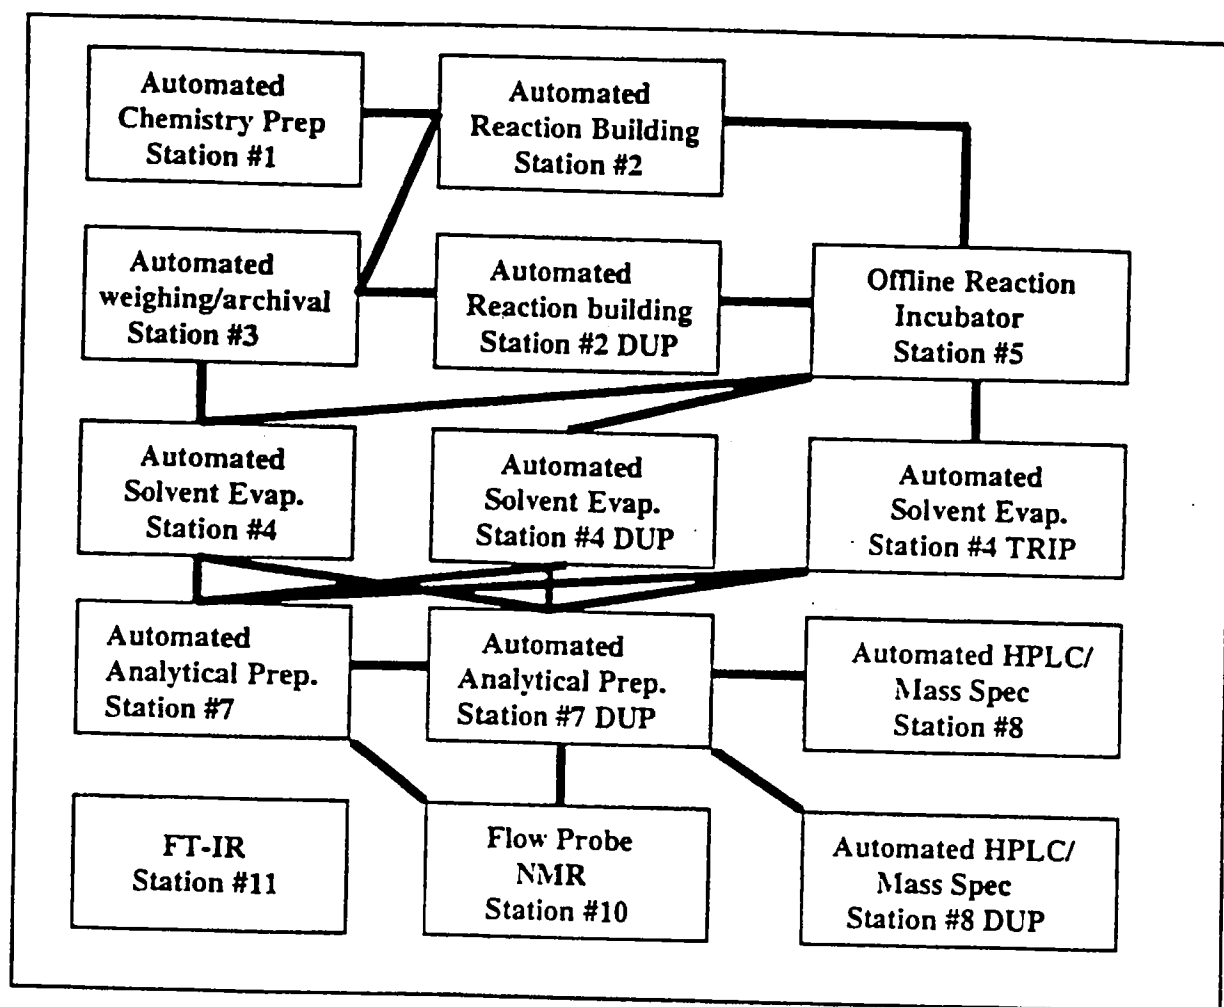 Automated
Chemistry Prep
Station #1
Automated
Reaction Building
Station #2
Automated
weighing/archival
Station #3
Automated
Reaction building
Station #2 DUP
Offline Reaction
Incubator
Station #5
Automated
Solvent Evap.
Station #4
Automated
Solvent Evap.
Station #4 DUP
Automated
Solvent Evap.
Station #4 TRIP
Automated
Analytical Prep.
Station #7
Automated
Analytical Prep.
Station #7 DUP
Automated HPLC/
Mass Spec
Station #8
FT-IR
Station #11
Flow Probe
NMR
Station #10
Automated HPLC/
Mass Spec
Station #8 DUP